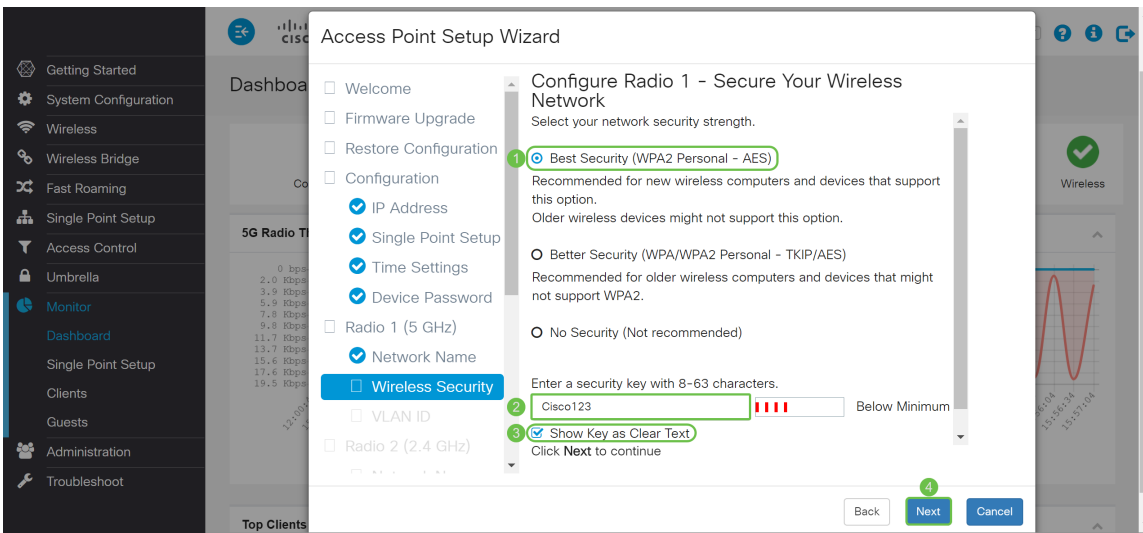 cisco
Access Point Setup Wizard
Getting Started
System Configuration
Wireless
Wireless Bridge
Fast Roaming
Single Point Setup
Access Control
Umbrella
Monitor
Dashboard
Single Point Setup
Clients
Guests
Administration
Troubleshoot
Dashboa
Co
Wireless
5G Radio Th
0 bps
2.0 Kbps
3.9 Kbps
5.9 Kbps
7.8 Kbps
9.8 Kbps
11.7 Kbps
13.7 Kbps
15.6 Kbps
17.6 Kbps
19.5 Kbps
15:56:34
15:57:04
Top Clients
Welcome
Firmware Upgrade
Restore Configuration
Configuration
IP Address
Single Point Setup
Time Settings
Device Password
Radio 1 (5 GHz)
Network Name
Wireless Security
VLAN ID
Radio 2 (2.4 GHz)
Configure Radio 1 - Secure Your Wireless
Network
Select your network security strength.
1 Best Security (WPA2 Personal - AES)
Recommended for new wireless computers and devices that support
this option.
Older wireless devices might not support this option.
Better Security (WPA/WPA2 Personal - TKIP/AES)
Recommended for older wireless computers and devices that might
not support WPA2.
No Security (Not recommended)
Enter a security key with 8-63 characters.
2 Cisco123 Below Minimum
3 Show Key as Clear Text
Click Next to continue
4
Back Next Cancel